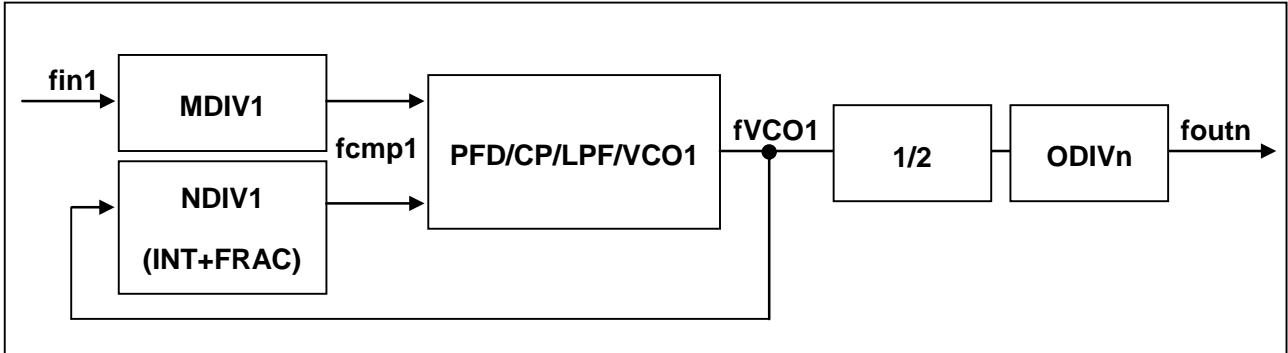 fin1
MDIV1
fcmp1
NDIV1
(INT+FRAC)
PFD/CP/LPF/VCO1
fVCO1
1/2
ODIVn
foutn